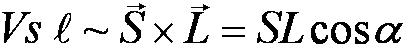 Vs ℓ ~ S⃗ × L⃗ = SL cos α